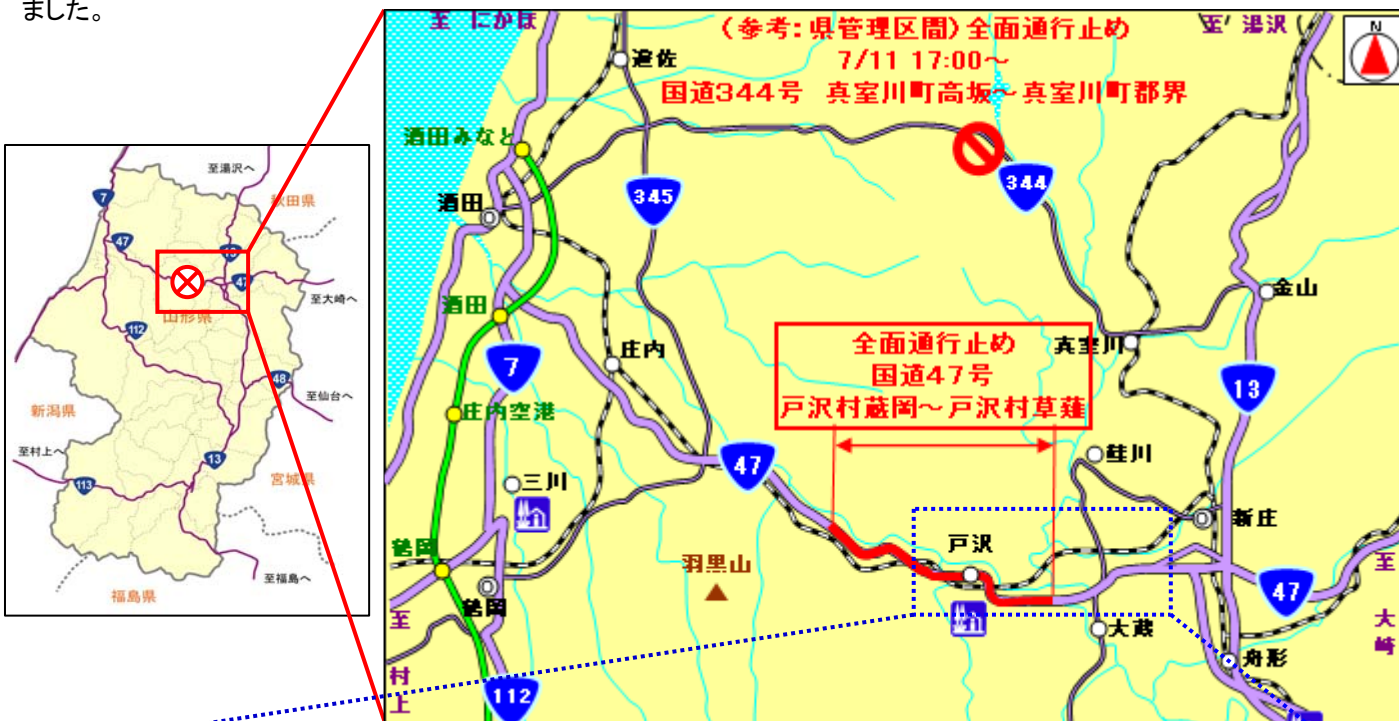 ました。
至 にかほ
(参考:県管理区間)全面通行止め
7/11 17:00～
国道344号 真室川町高坂～真室川町郡界
至 湯沢
N
遊佐
酒田みなと
酒田
345
344
金山
真室川
酒田
7
庄内
全面通行止め
国道47号
戸沢村蔵岡～戸沢村草薙
13
庄内空港
47
鮭川
三川
新庄
戸沢
羽黒山
鶴岡
鶴岡
47
至
大崎
大蔵
舟形
至
村上
112
至湯沢へ
7
秋田県
47
13
47
至大崎へ
山形県
112
48
至仙台へ
新潟県
至村上へ
13
宮城県
113
至福島へ
福島県